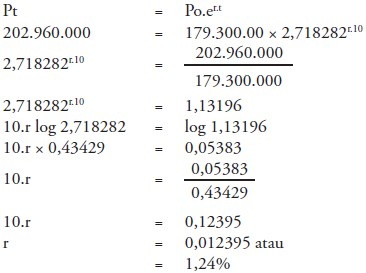 Pt = Po.e^r.t
202.960.000 = 179.300.00 × 2,718282^r.10
2,718282^r.10 = 202.960.000
179.300.000
2,718282^r.10 = 1,13196
10.r log 2,718282 = log 1,13196
10.r × 0,43429 = 0,05383
10.r = 0,05383
0,43429
10.r = 0,12395
r = 0,012395 atau
= 1,24%